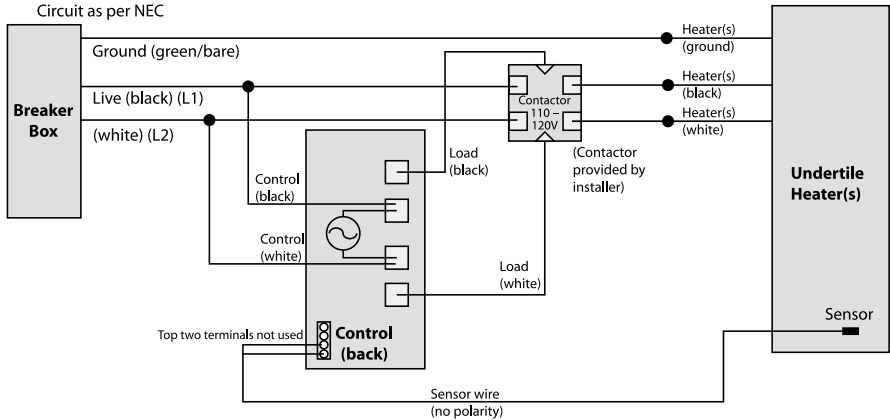 Circuit as per NEC
Breaker
Box
Ground (green/bare)
Live (black) (L1)
(white) (L2)
Heater(s)
(ground)
Heater(s)
(black)
Heater(s)
(white)
Contactor
110 –
120V
(Contactor
provided by
installer)
Load
(black)
Control
(black)
Control
(white)
Load
(white)
Undertile
Heater(s)
Sensor
Top two terminals not used
Control
(back)
Sensor wire
(no polarity)